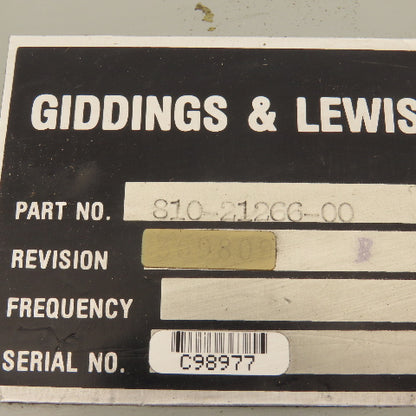 GIDDINGS & LEWIS
PART NO. 810-21266-00
REVISION B
FREQUENCY
SERIAL NO. C98977